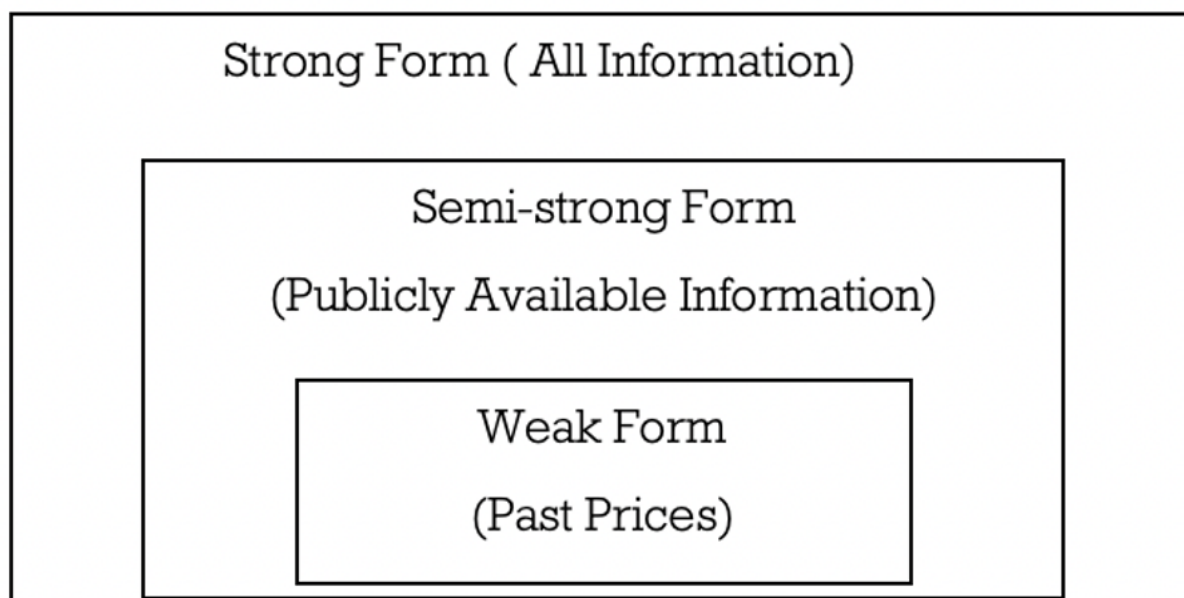 Strong Form ( All Information)
Semi-strong Form
(Publicly Available Information)
Weak Form
(Past Prices)